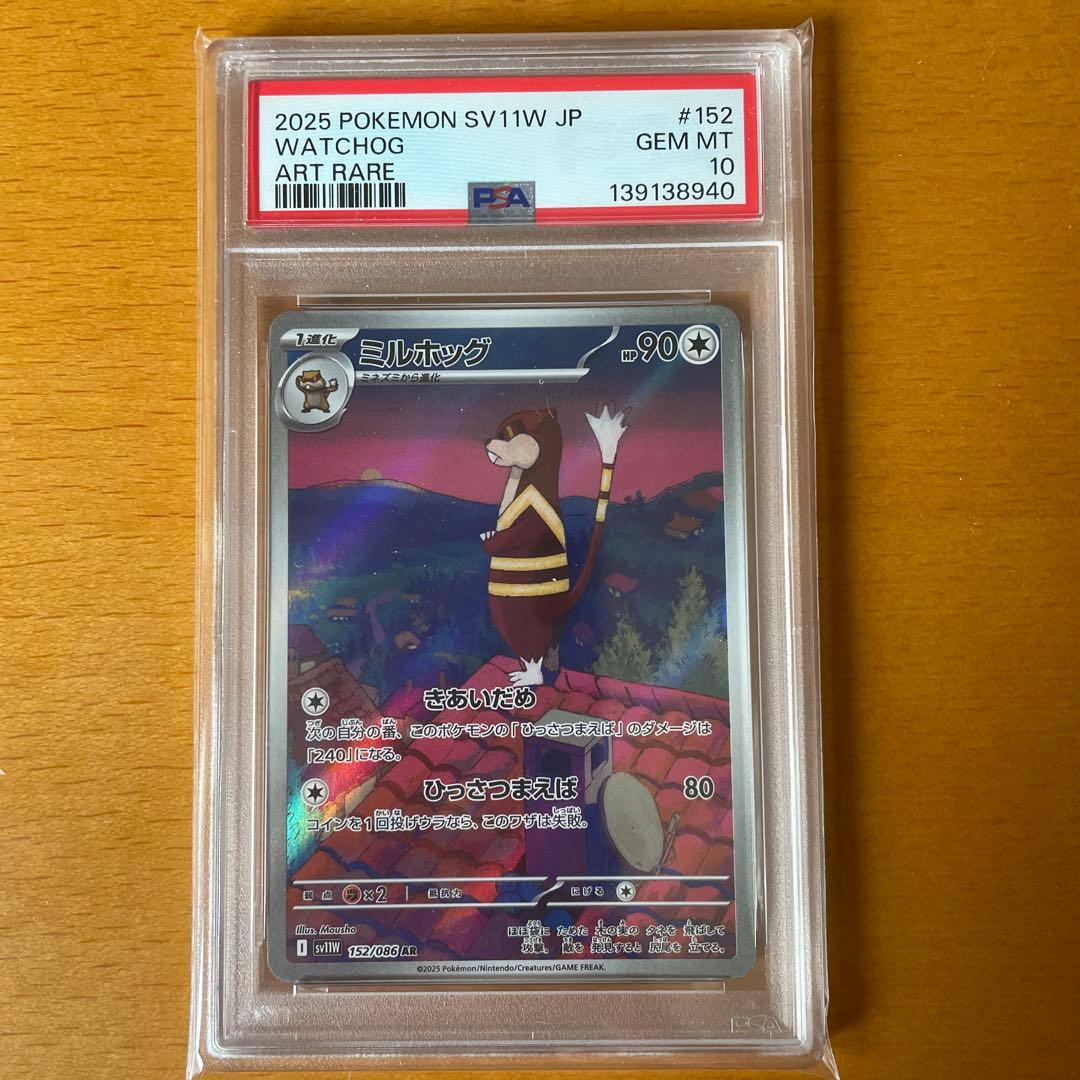 2025 POKEMON SV11W JP #152
WATCHOG GEM MT
ART RARE 10
PSA 139138940
1進化 ミルホッグ HP90
ミネズミから進化
きあいだめ
次の自分の番、このポケモンの「ひっさつまえば」のダメージは
「240」になる。
ひっさつまえば 80
コインを1回投げウラなら、このワザは失敗。
弱点 ×2 抵抗力 にげる
Illus. Mousho
ほほ袋に ためた 木の実の タネを 飛ばして
攻撃。敵を 発見すると 尻尾を 立てる。
I sv11W 152/086 AR
©2025 Pokémon/Nintendo/Creatures/GAME FREAK.
PSA